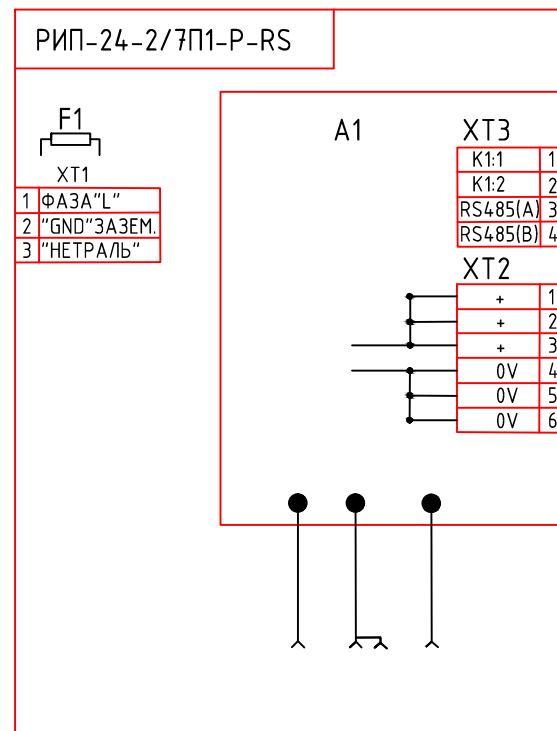 РИП-24-2/7П1-Р-RS
F1
XT1
1 ФАЗА"L"
2 "GND"ЗАЗЕМ.
3 "НЕТРАЛЬ"
A1
XT3
K1:1 1
K1:2 2
RS485(A) 3
RS485(B) 4
XT2
+ 1
+ 2
+ 3
0V 4
0V 5
0V 6